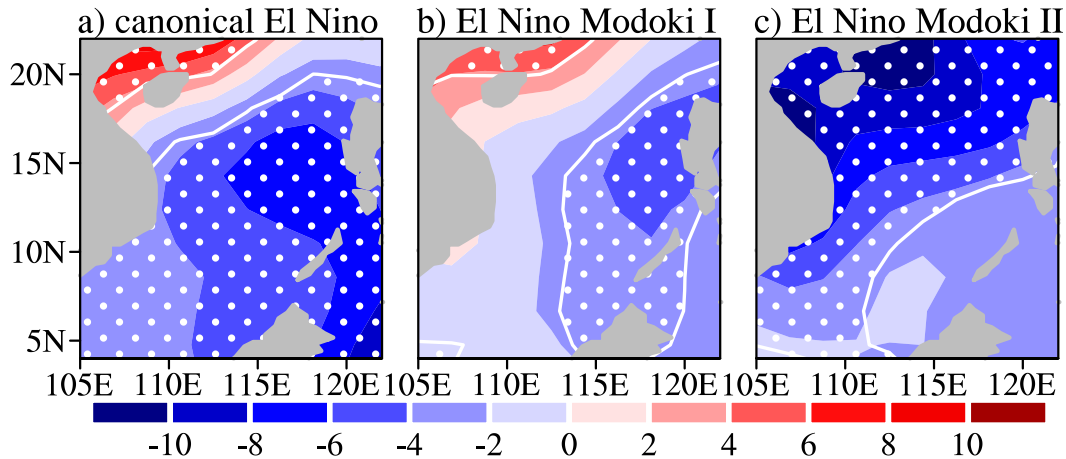 a) canonical El Nino b) El Nino Modoki I c) El Nino Modoki II
20N
15N
10N
5N
105E 110E 115E 120E 105E 110E 115E 120E 105E 110E 115E 120E
-10 -8 -6 -4 -2 0 2 4 6 8 10